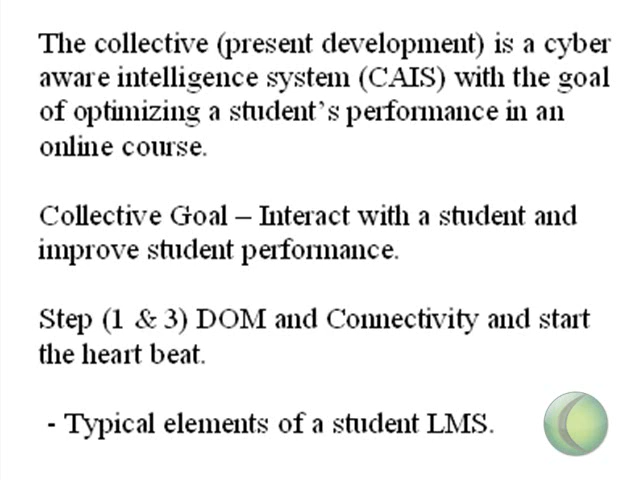 The collective (present development) is a cyber
aware intelligence system (CAIS) with the goal
of optimizing a student’s performance in an
online course.
Collective Goal – Interact with a student and
improve student performance.
Step (1 & 3) DOM and Connectivity and start
the heart beat.
- Typical elements of a student LMS.